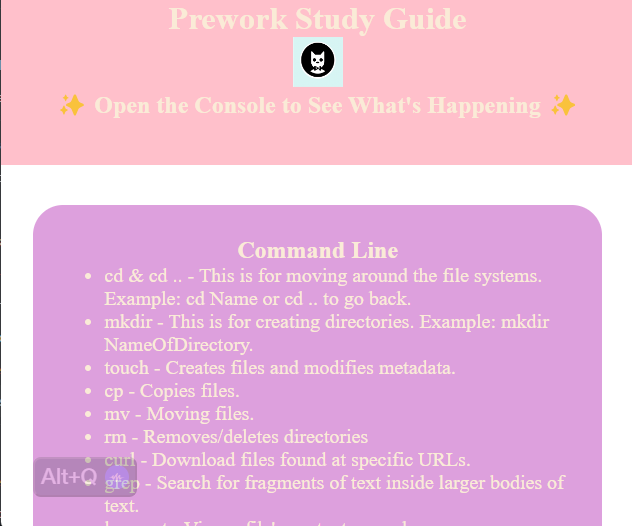 Prework Study Guide
✨ Open the Console to See What's Happening ✨
Command Line
• cd & cd .. - This is for moving around the file systems.
Example: cd Name or cd .. to go back.
• mkdir - This is for creating directories. Example: mkdir
NameOfDirectory.
• touch - Creates files and modifies metadata.
• cp - Copies files.
• mv - Moving files.
• rm - Removes/deletes directories
• curl - Download files found at specific URLs.
Alt+Q
• grep - Search for fragments of text inside larger bodies of
text.